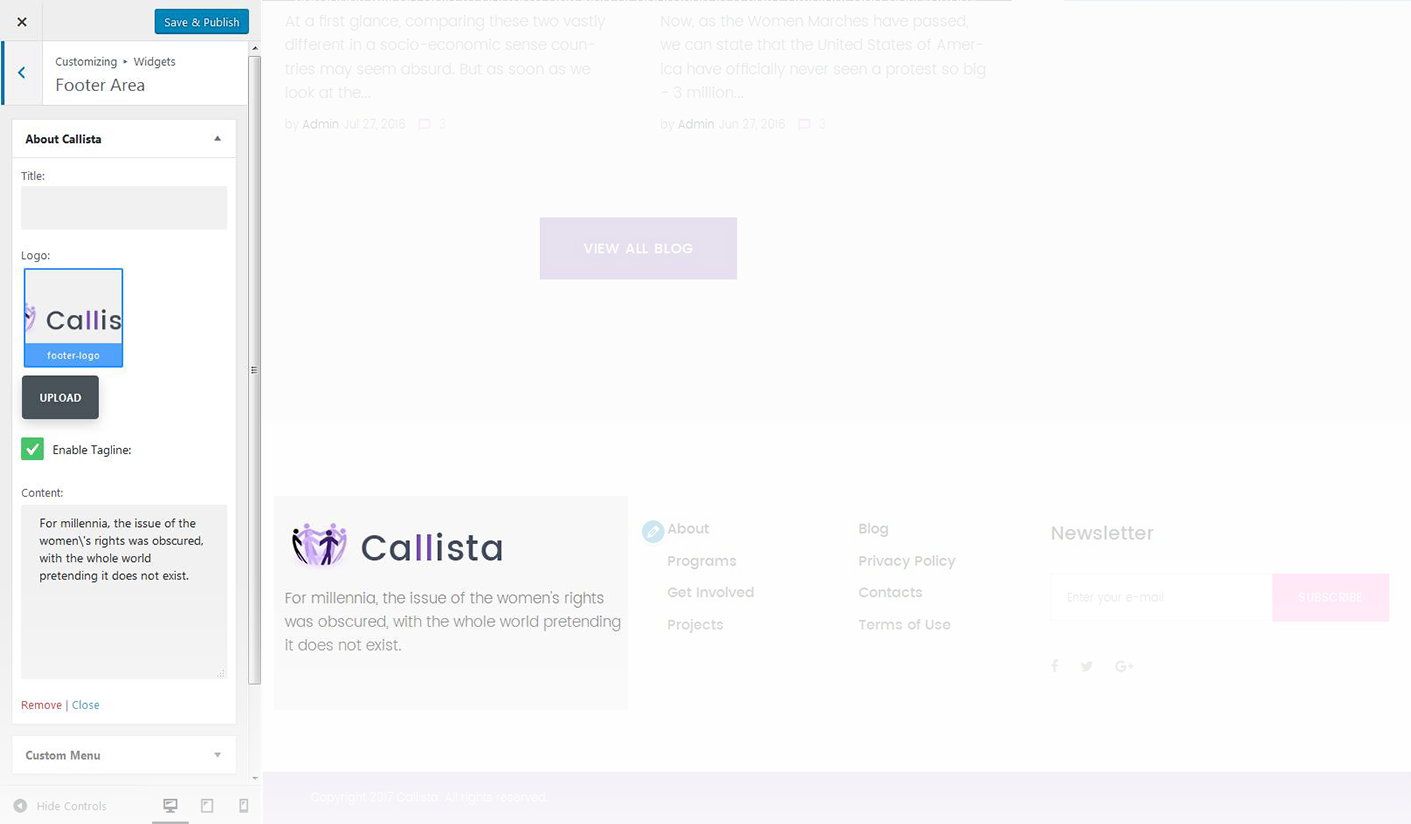 Save & Publish
Customizing ▸ Widgets
Footer Area
About Callista
Title:
Logo:
Callis
footer-logo
UPLOAD
Enable Tagline:
Content:
For millennia, the issue of the
women\'s rights was obscured,
with the whole world
pretending it does not exist.
Remove | Close
Custom Menu
Hide Controls
At a first glance, comparing these two vastly
different in a socio-economic sense coun-
tries may seem absurd. But as soon as we
look at the...
by Admin Jul 27, 2016 3
Now, as the Women Marches have passed,
we can state that the United States of Amer-
ica have officially never seen a protest so big
- 3 million...
by Admin Jun 27, 2016 3
VIEW ALL BLOG
Callista
For millennia, the issue of the women's rights
was obscured, with the whole world pretending
it does not exist.
About
Programs
Get Involved
Projects
Blog
Privacy Policy
Contacts
Terms of Use
Newsletter
Enter your e-mail
SUBSCRIBE
Copyright 2017 Callista. All rights reserved